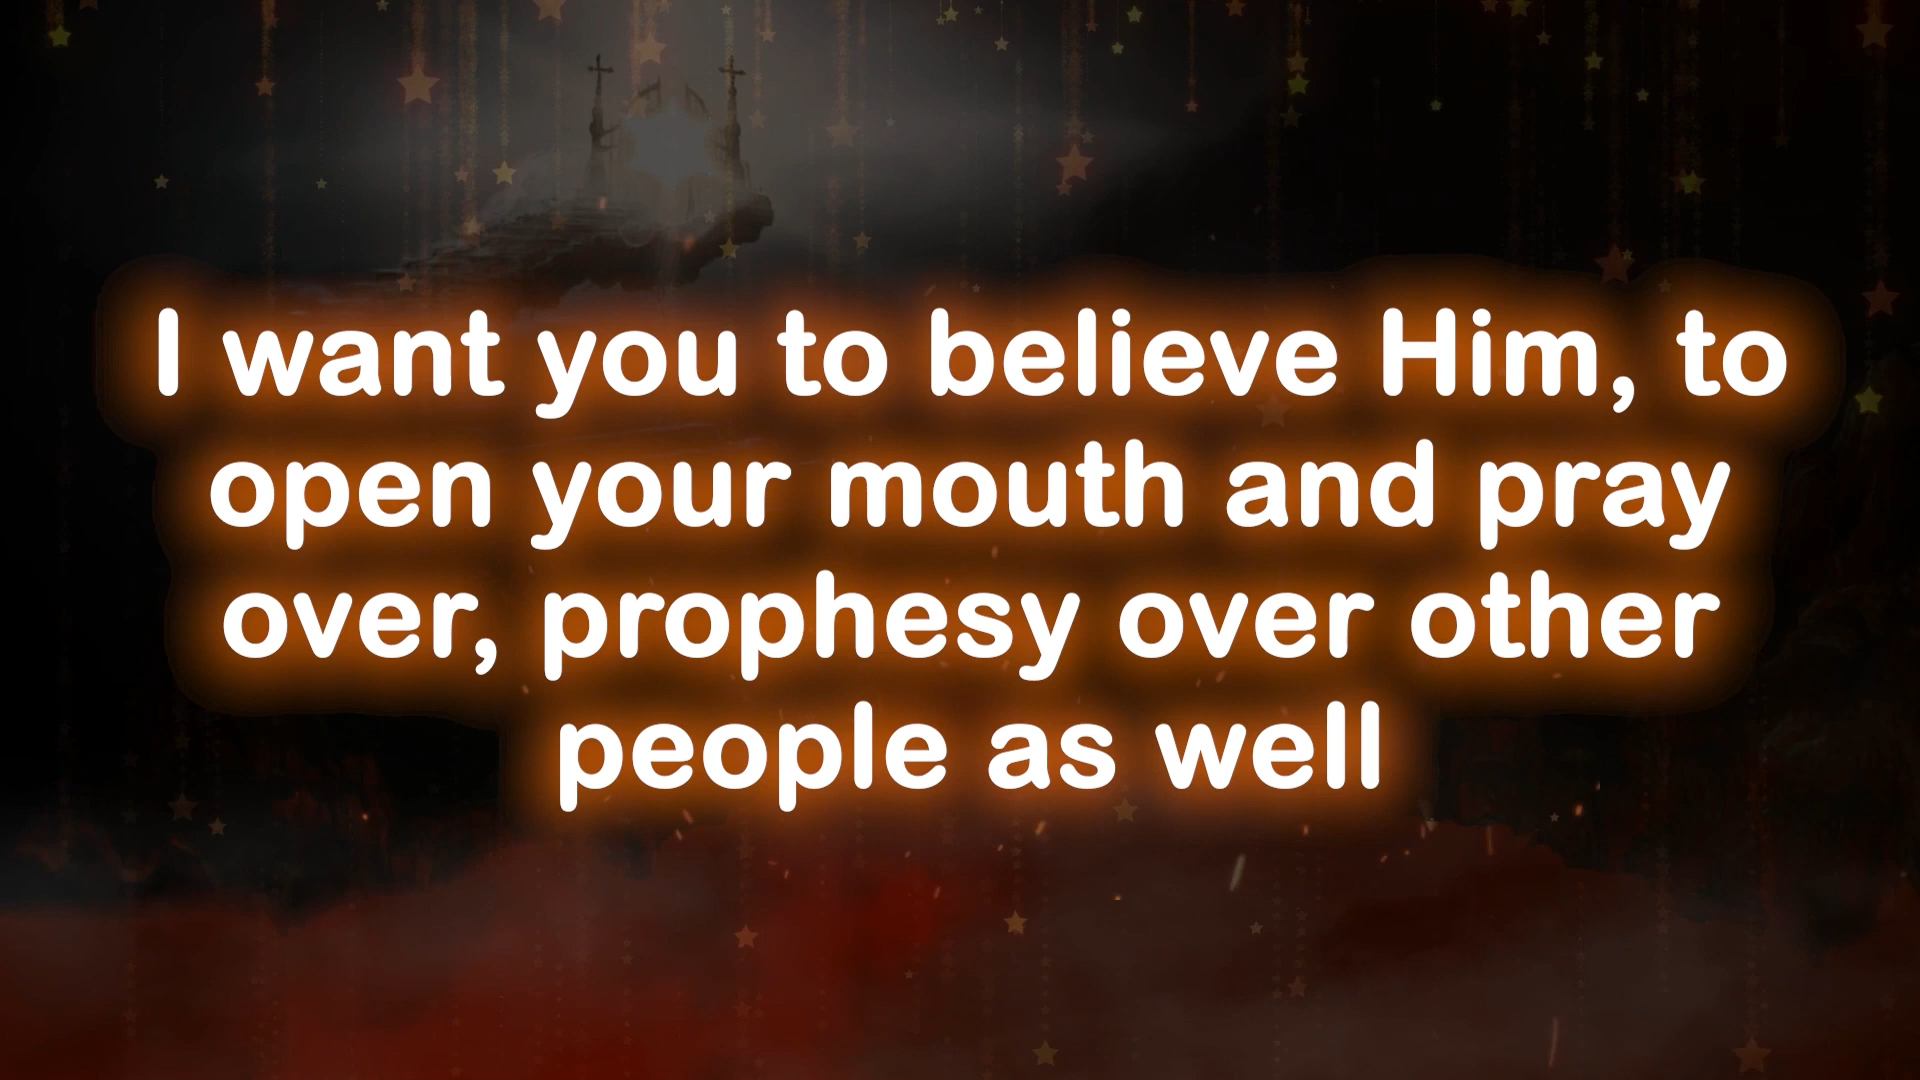 I want you to believe Him, to
open your mouth and pray
over, prophesy over other
people as well